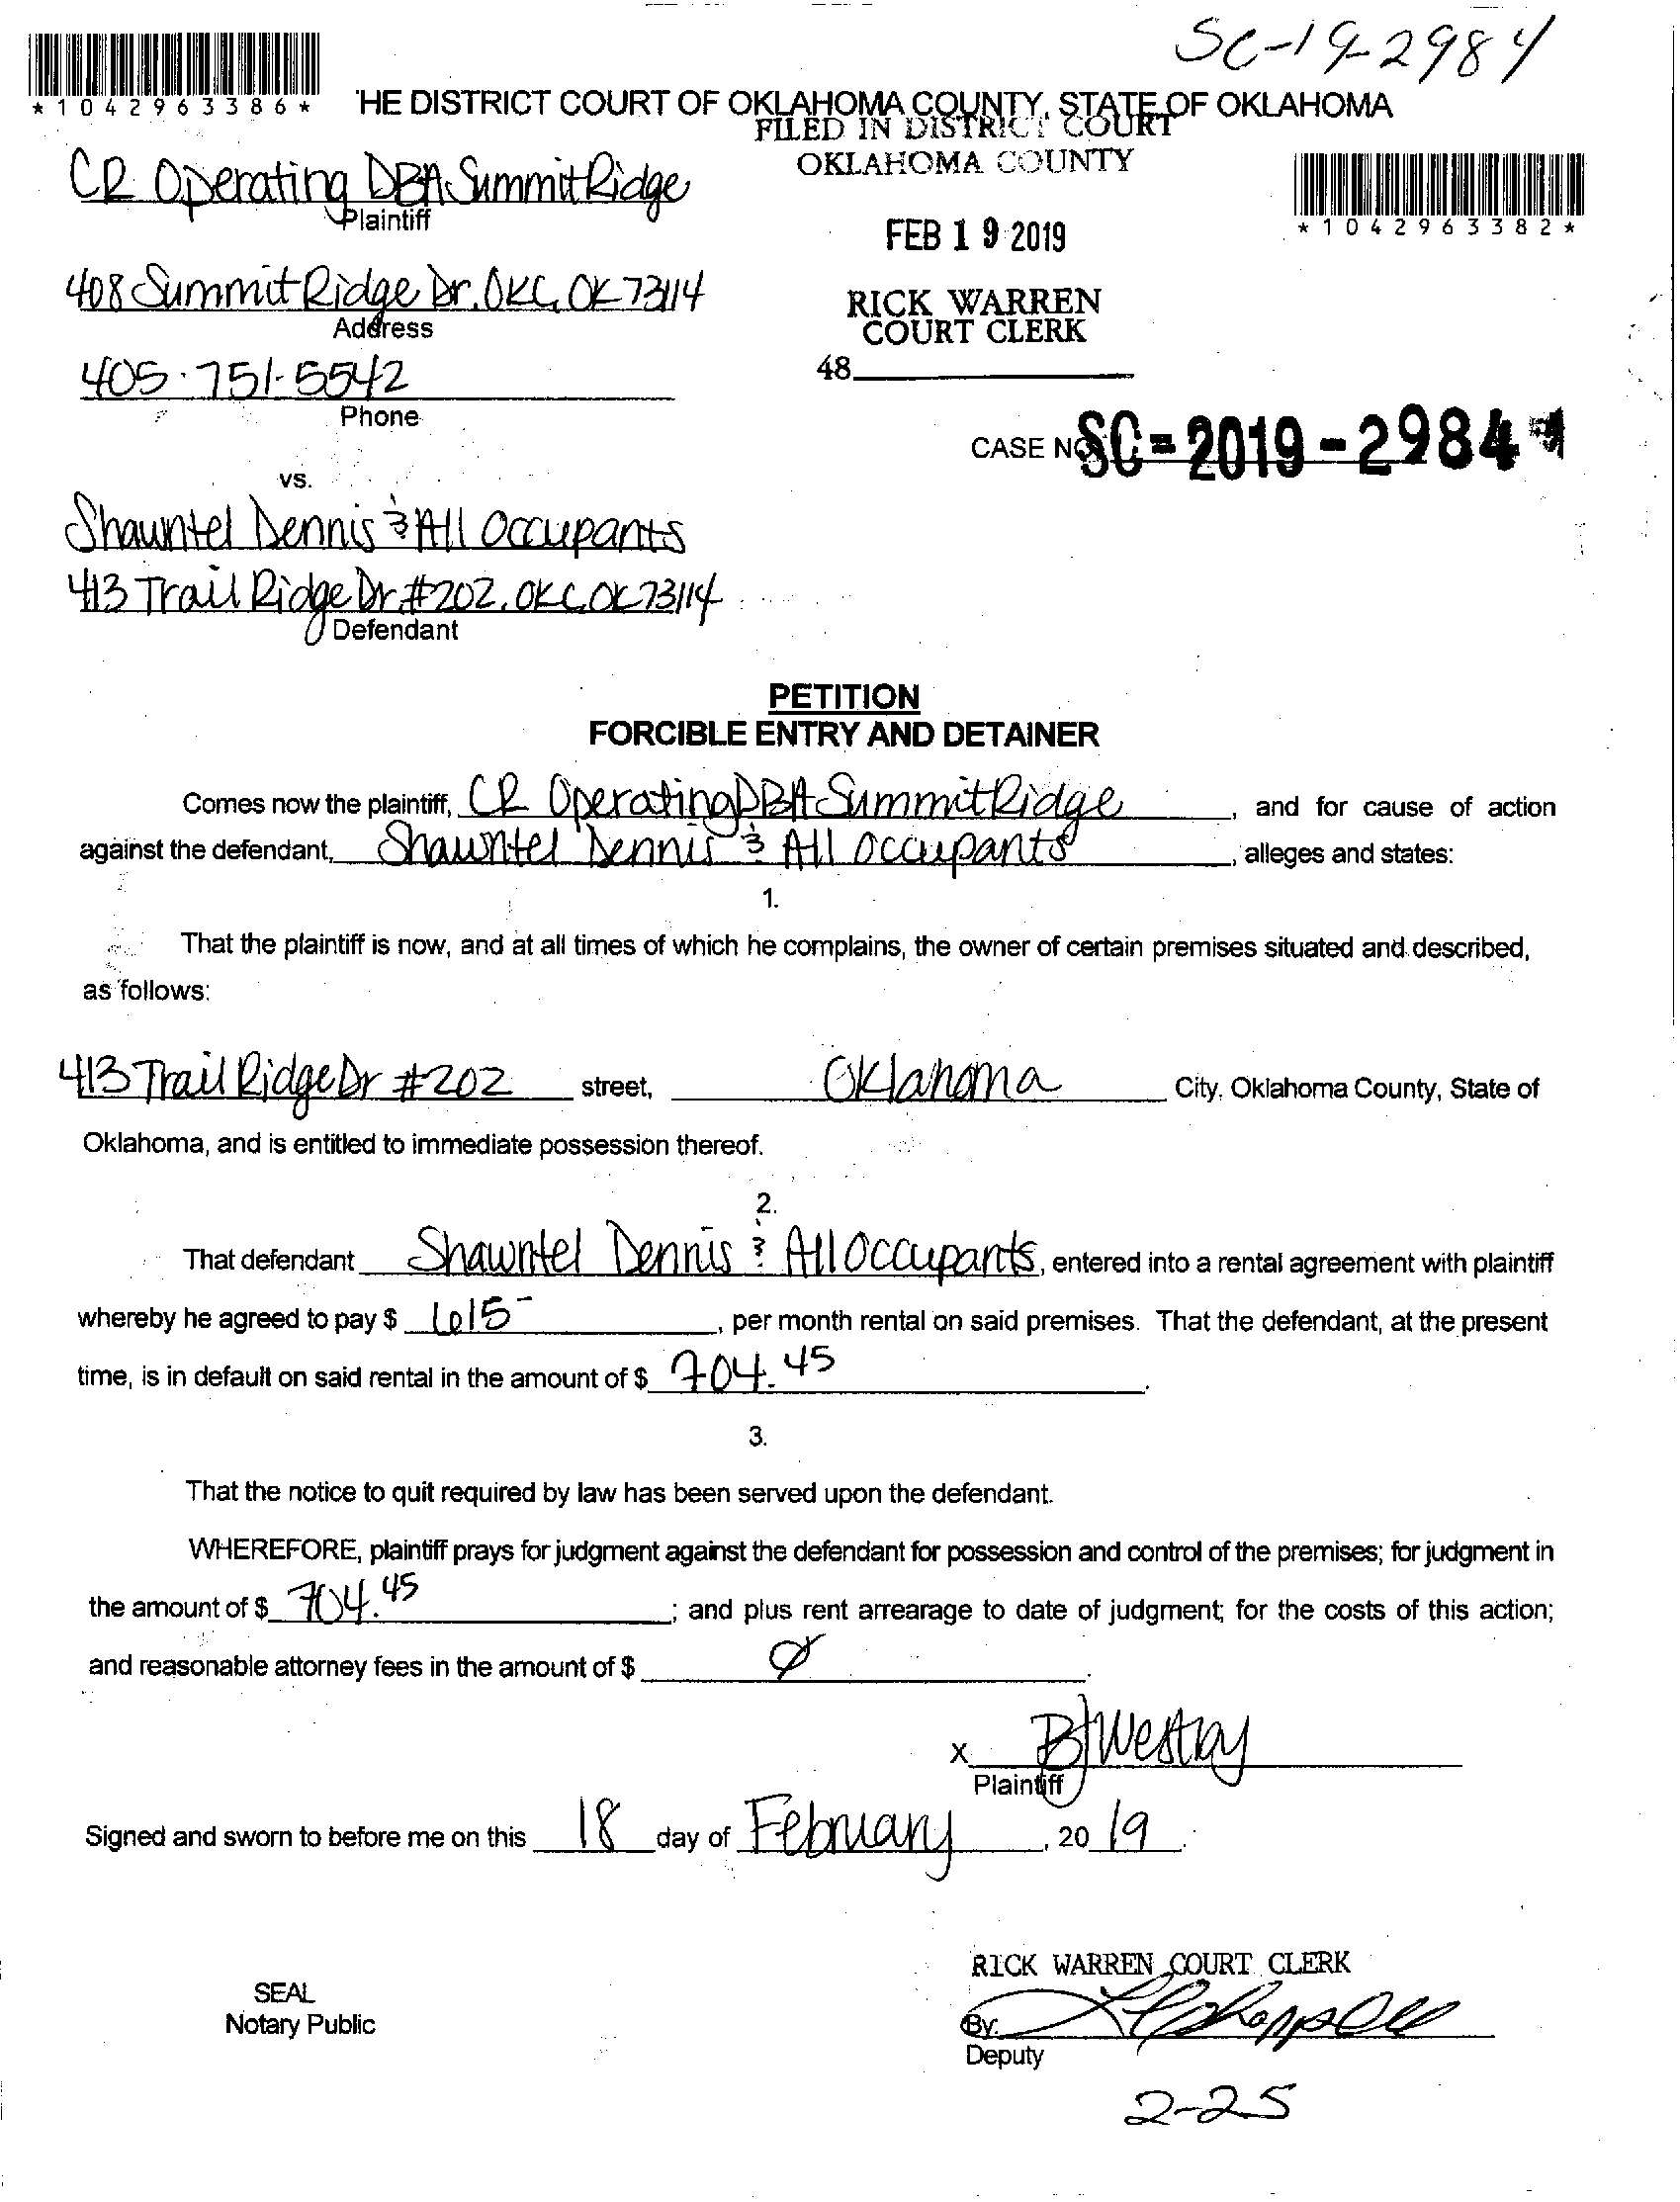 SC-19-2984
*1042963386*
'HE DISTRICT COURT OF OKLAHOMA COUNTY, STATE OF OKLAHOMA
FILED IN DISTRICT COURT
OKLAHOMA COUNTY
*1042963382*
CR Operating DBA Summit Ridge
Plaintiff
FEB 19 2019
408 Summit Ridge Dr. OKC, OK 73114
Address
RICK WARREN
COURT CLERK
405-751-5542
Phone
48
CASE NO SC-2019-2984
vs.
Shauntel Dennis & All Occupants
413 Trail Ridge Dr #202, OKC OK 73114
Defendant
PETITION
FORCIBLE ENTRY AND DETAINER
Comes now the plaintiff, CR Operating DBA Summit Ridge, and for cause of action
against the defendant, Shawntel Dennis & All Occupants, alleges and states:
1.
That the plaintiff is now, and at all times of which he complains, the owner of certain premises situated and described,
as follows:
413 Trail Ridge Dr #202 street, Oklahoma City, Oklahoma County, State of
Oklahoma, and is entitled to immediate possession thereof.
2.
That defendant Shawntel Dennis & All Occupants, entered into a rental agreement with plaintiff
whereby he agreed to pay $ 615-, per month rental on said premises. That the defendant, at the present
time, is in default on said rental in the amount of $ 704.45.
3.
That the notice to quit required by law has been served upon the defendant.
WHEREFORE, plaintiff prays for judgment against the defendant for possession and control of the premises; for judgment in
the amount of $ 704.45; and plus rent arrearage to date of judgment; for the costs of this action;
and reasonable attorney fees in the amount of $ Ø.
X BJWestby
Plaintiff
Signed and sworn to before me on this 18 day of February, 2019.
RICK WARREN COURT CLERK
SEAL
Notary Public
By:
Deputy
2-25